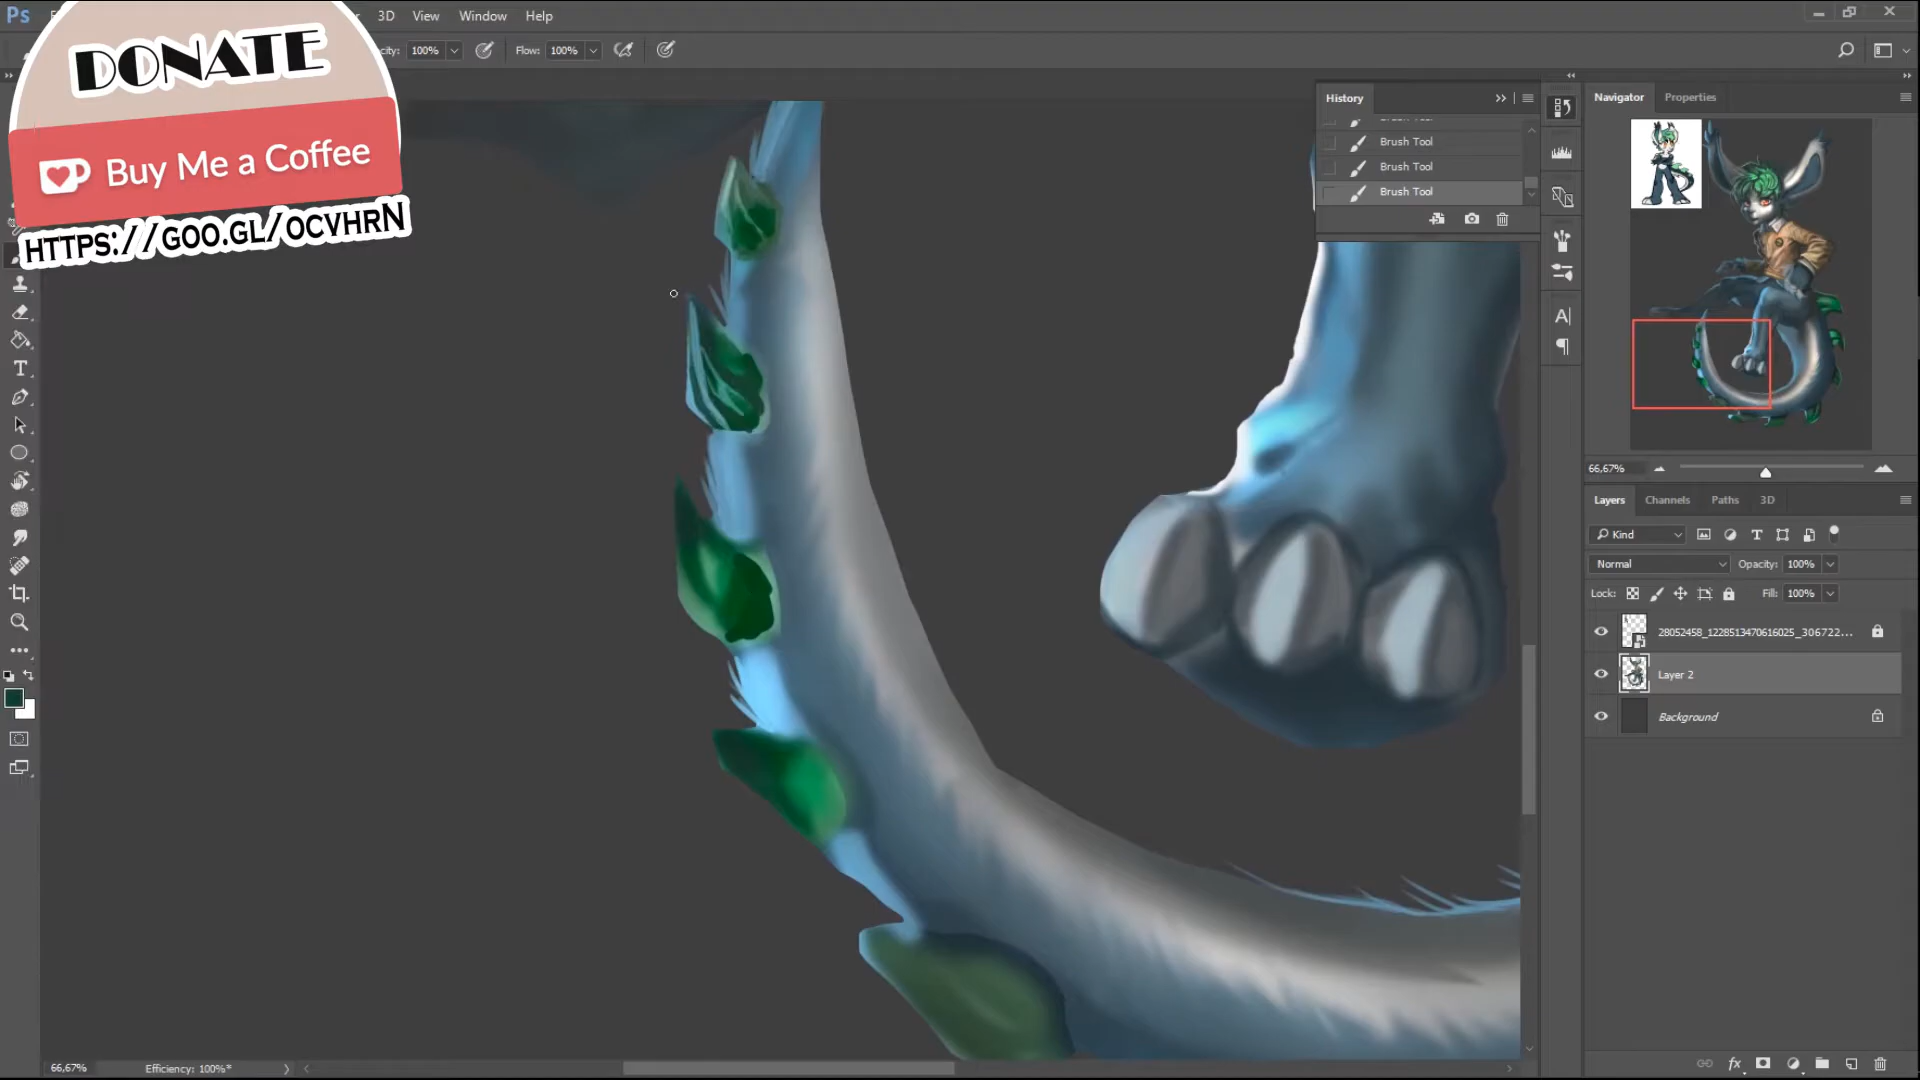 Ps
3D View Window Help
DONATE
Buy Me a Coffee
HTTPS://GOO.GL/OCVHRN
100% Flow: 100%
History
Brush Tool
Brush Tool
Brush Tool
Navigator Properties
66,67%
Layers Channels Paths 3D
Kind
Normal Opacity: 100%
Lock: Fill: 100%
28052458_1228513470616025_306722...
Layer 2
Background
66,67% Efficiency: 100%*